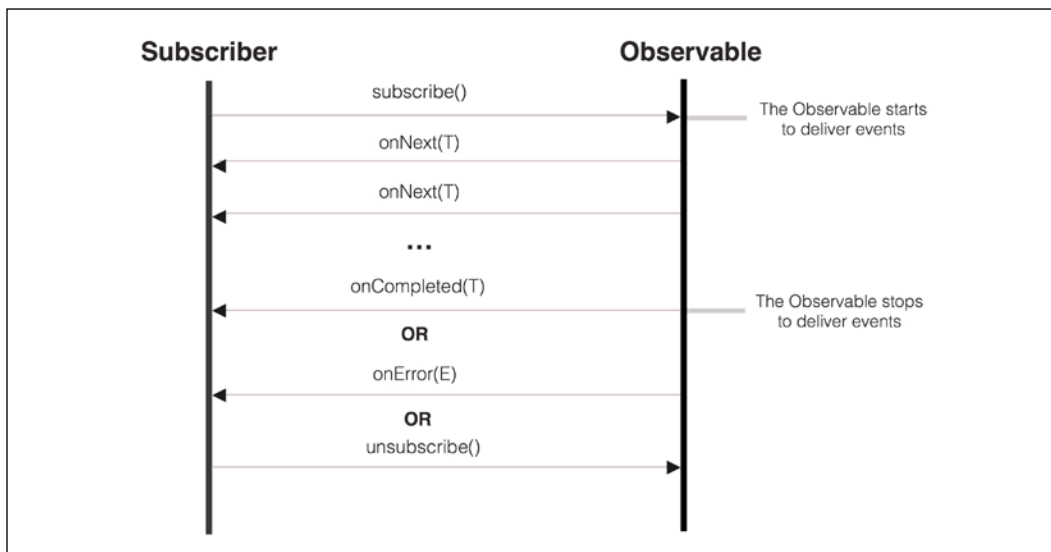 Subscriber
Observable
subscribe()
The Observable starts
to deliver events
onNext(T)
onNext(T)
...
onCompleted(T)
The Observable stops
to deliver events
OR
onError(E)
OR
unsubscribe()